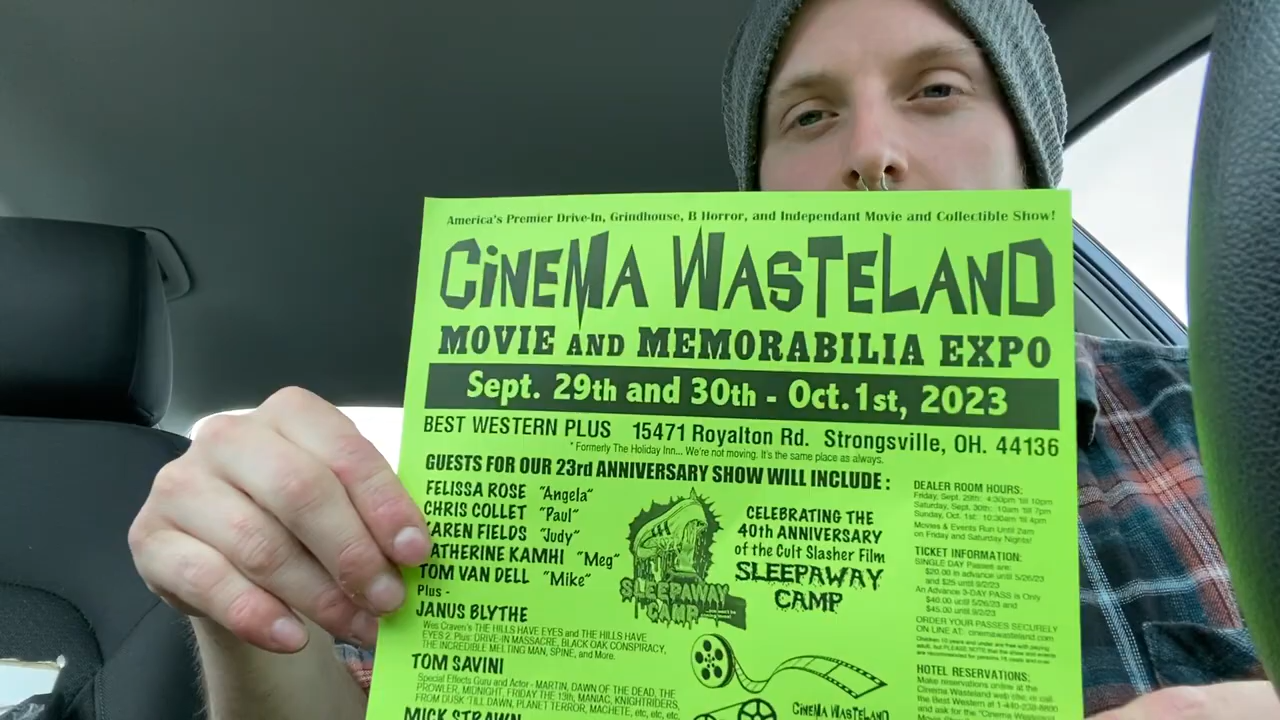 America's Premier Drive-In, Grindhouse, B Horror, and Independant Movie and Collectible Show!
CINEMA WASTELAND
MOVIE AND MEMORABILIA EXPO
Sept. 29th and 30th - Oct. 1st, 2023
BEST WESTERN PLUS 15471 Royalton Rd. Strongsville, OH. 44136
* Formerly The Holiday Inn... We're not moving. It's the same place as always.
GUESTS FOR OUR 23rd ANNIVERSARY SHOW WILL INCLUDE :
FELISSA ROSE "Angela"
CHRIS COLLET "Paul"
KAREN FIELDS "Judy"
KATHERINE KAMHI "Meg"
TOM VAN DELL "Mike"
Plus -
JANUS BLYTHE
Wes Craven's THE HILLS HAVE EYES and THE HILLS HAVE
EYES 2. Plus: DRIVE-IN MASSACRE, BLACK OAK CONSPIRACY,
THE INCREDIBLE MELTING MAN, SPINE, and More.
TOM SAVINI
Special Effects Guru and Actor - MARTIN, DAWN OF THE DEAD, THE
PROWLER, MIDNIGHT, FRIDAY THE 13th, MANIAC, KNIGHTRIDERS,
FROM DUSK 'TILL DAWN, PLANET TERROR, MACHETE, etc, etc, etc.
MICK STRAWN
SLEEPAWAY
CAMP
CELEBRATING THE
40th ANNIVERSARY
of the Cult Slasher Film
SLEEPAWAY
CAMP
CINEMA WASTELAND
DEALER ROOM HOURS:
Friday, Sept. 29th: 4:30pm 'til 10pm
Saturday, Sept. 30th: 10am 'til 7pm
Sunday, Oct. 1st: 10:30am 'til 4pm
Movies & Events Run Until 2am
on Friday and Saturday Nights!
TICKET INFORMATION:
SINGLE DAY Passes are:
$20.00 in advance until 5/26/23
and $25 until 9/2/23
An Advance 3-DAY PASS is Only
$40.00 until 5/26/23 and
$45.00 until 9/2/23
ORDER YOUR PASSES SECURELY
ON LINE AT: cinemawasteland.com
HOTEL RESERVATIONS:
Make reservations online at the
Cinema Wasteland web site, or call
the Best Western at 1-440-238-8800
and ask for the "Cinema Wasteland